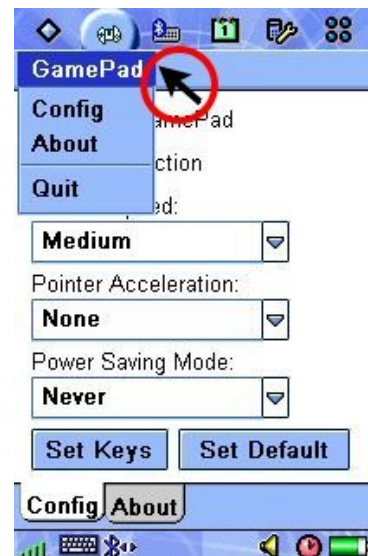 1
GamePad
Config
amePad
About
ction
Quit
ed:
Medium
Pointer Acceleration:
None
Power Saving Mode:
Never
Set Keys
Set Default
Config
About